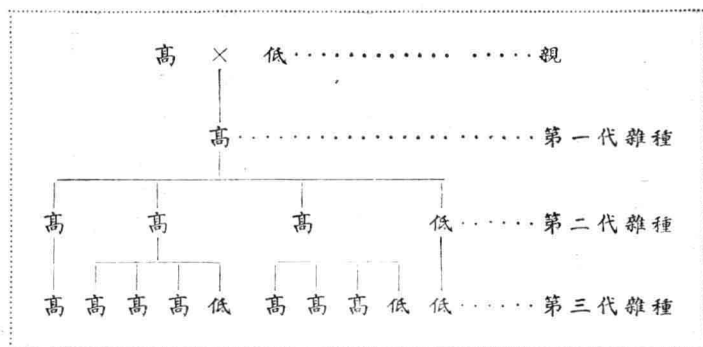 高 × 低 親
高 第一代雜種
高 高 高 低 第二代雜種
高 高 高 高 低 高 高 高 低 低 第三代雜種